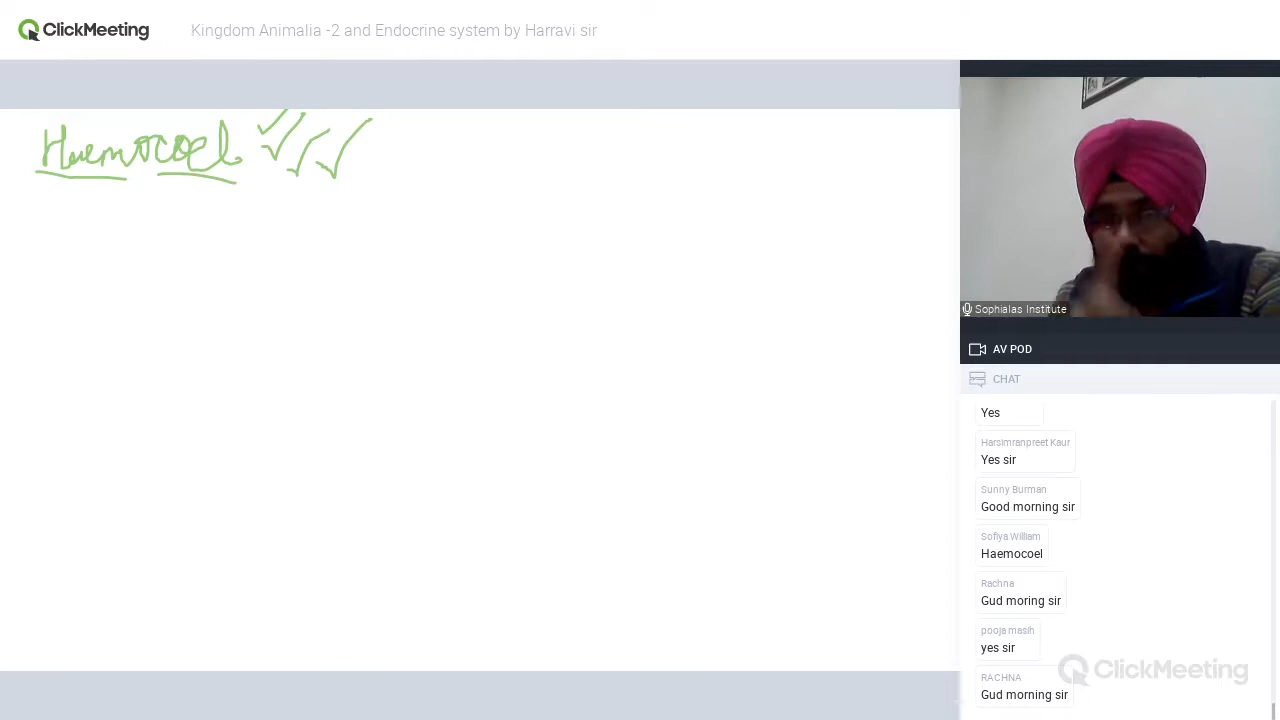 ClickMeeting
Kingdom Animalia -2 and Endocrine system by Harravi sir
Haemocoel
Sophialas Institute
AV POD
CHAT
Yes
Harsimranpreet Kaur
Yes sir
Sunny Burman
Good morning sir
Sofiya William
Haemocoel
Rachna
Gud moring sir
pooja masih
yes sir
RACHNA
Gud morning sir
ClickMeeting